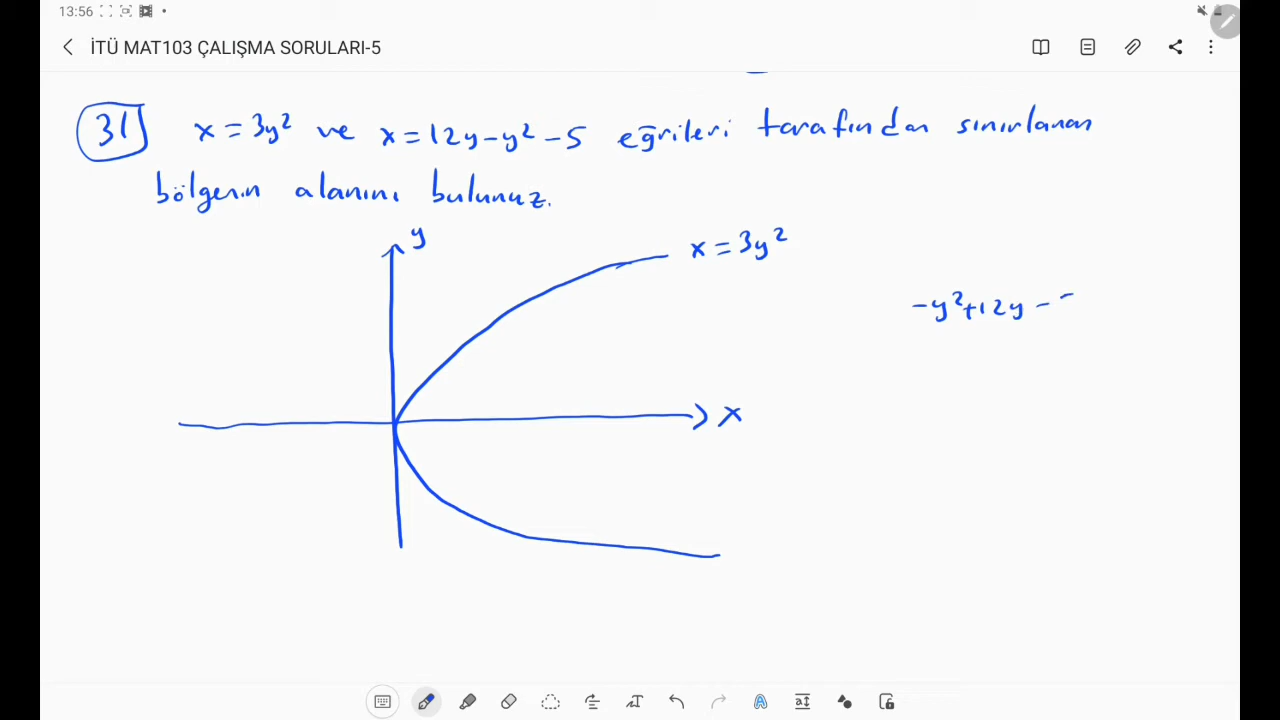 13:56
İTÜ MAT103 ÇALIŞMA SORULARI-5
31 x = 3y² ve x = 12y - y² - 5 eğrileri tarafından sınırlanan
bölgenin alanını bulunuz.
y
x = 3y²
-y²+12y -
x